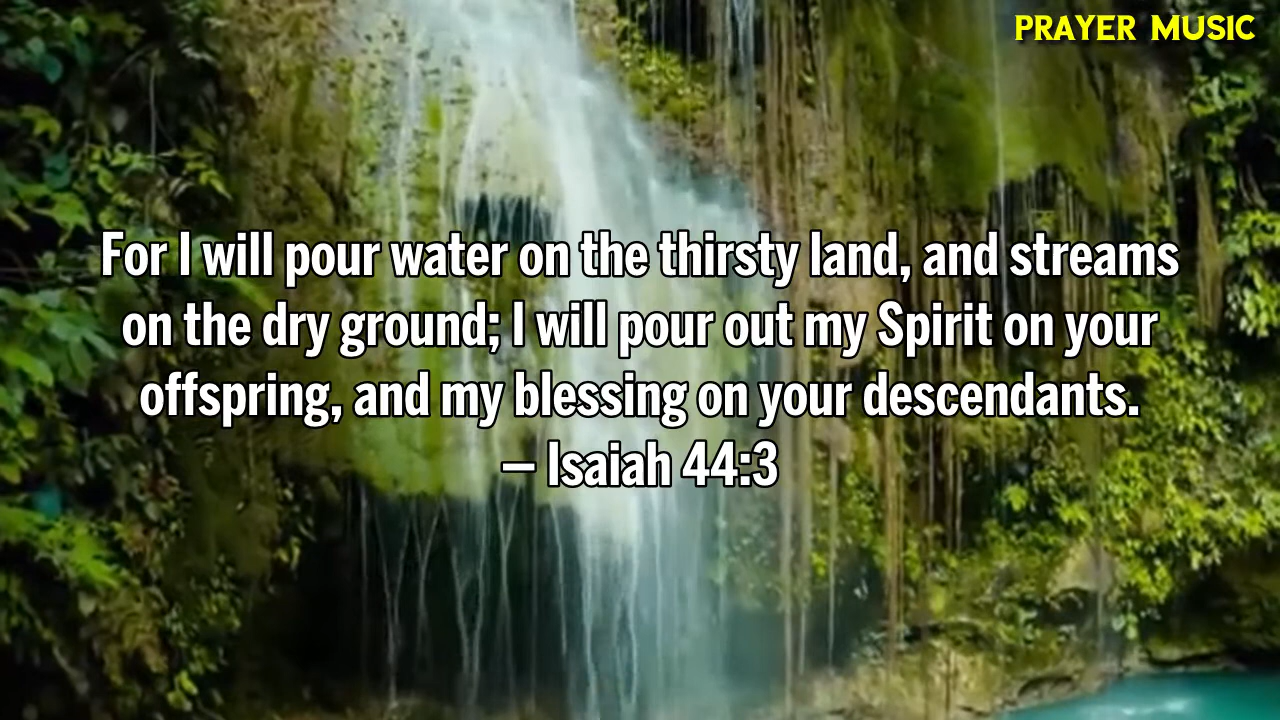 PRAYER MUSIC
For I will pour water on the thirsty land, and streams
on the dry ground; I will pour out my Spirit on your
offspring, and my blessing on your descendants.
– Isaiah 44:3